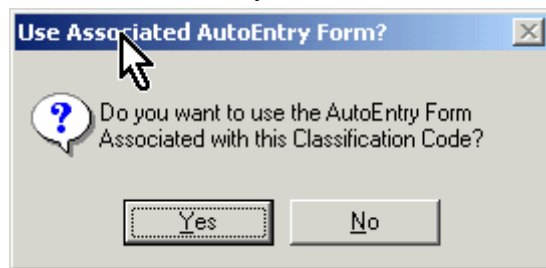 Use Associated AutoEntry Form?
Do you want to use the AutoEntry Form
Associated with this Classification Code?
Yes
No